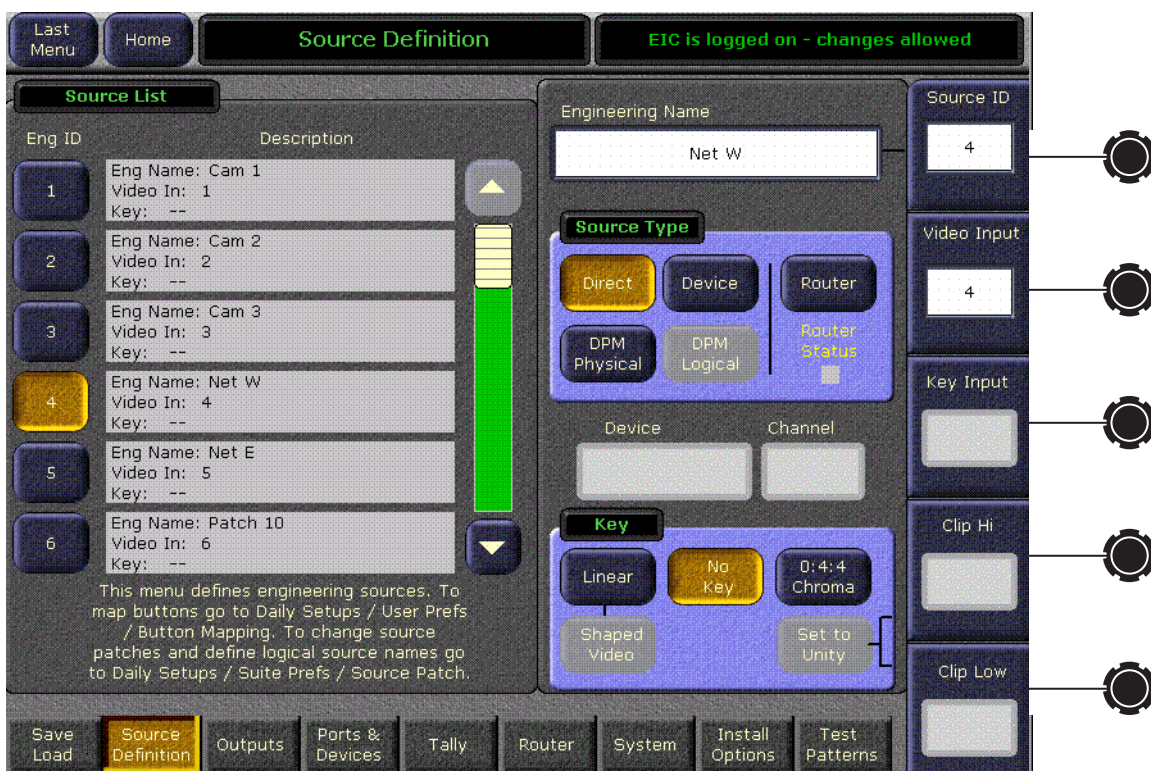 Last Menu
Home
Source Definition
EIC is logged on - changes allowed
Source List
Eng ID
Description
1
Eng Name: Cam 1
Video In: 1
Key: --
2
Eng Name: Cam 2
Video In: 2
Key: --
3
Eng Name: Cam 3
Video In: 3
Key: --
4
Eng Name: Net W
Video In: 4
Key: --
5
Eng Name: Net E
Video In: 5
Key: --
6
Eng Name: Patch 10
Video In: 6
Key: --
This menu defines engineering sources. To
map buttons go to Daily Setups / User Prefs
/ Button Mapping. To change source
patches and define logical source names go
to Daily Setups / Suite Prefs / Source Patch.
Engineering Name
Net W
Source Type
Direct
Device
Router
DPM
Physical
DPM
Logical
Router
Status
Device
Channel
Key
Linear
No
Key
0:4:4
Chroma
Shaped
Video
Set to
Unity
Source ID
4
Video Input
4
Key Input
Clip Hi
Clip Low
Save
Load
Source
Definition
Outputs
Ports &
Devices
Tally
Router
System
Install
Options
Test
Patterns